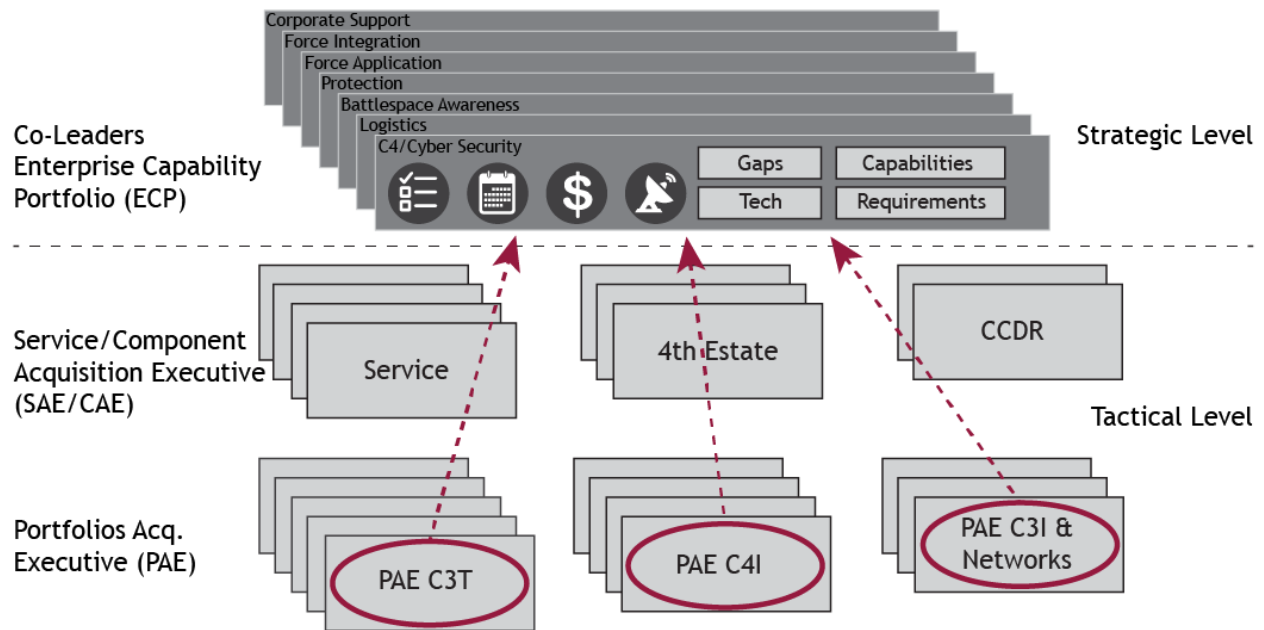 Corporate Support
Force Integration
Force Application
Protection
Battlespace Awareness
Logistics
C4/Cyber Security
Gaps
Capabilities
Tech
Requirements
Co-Leaders
Enterprise Capability
Portfolio (ECP)
Strategic Level
Service/Component
Acquisition Executive
(SAE/CAE)
Service
4th Estate
CCDR
Tactical Level
Portfolios Acq.
Executive (PAE)
PAE C3T
PAE C4I
PAE C3I &
Networks